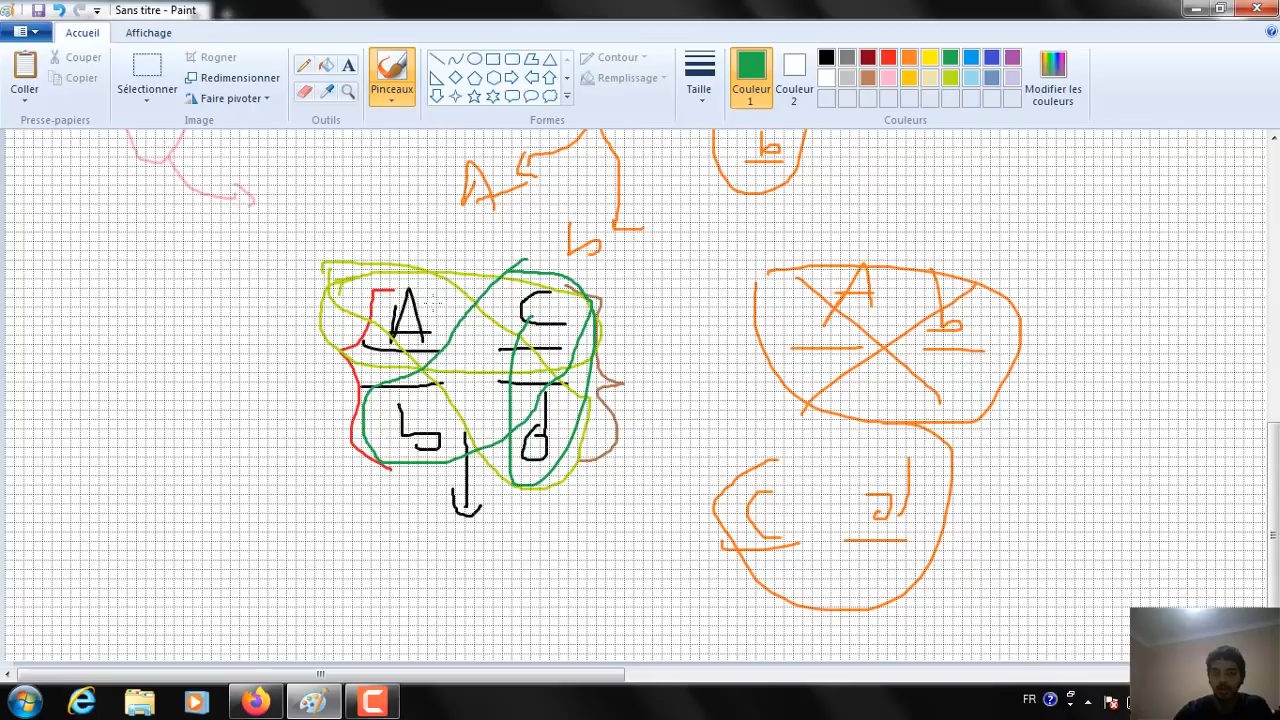 Sans titre - Paint
Accueil Affichage
Coller
Couper
Copier
Presse-papiers
Sélectionner
Rogner
Redimensionner
Faire pivoter
Image
A
Outils
Pinceaux
Contour
Remplissage
Formes
Taille
Couleur
1
Couleur
2
Modifier les
couleurs
Couleurs
b
A
b
A C
b d
A b
C d
FR